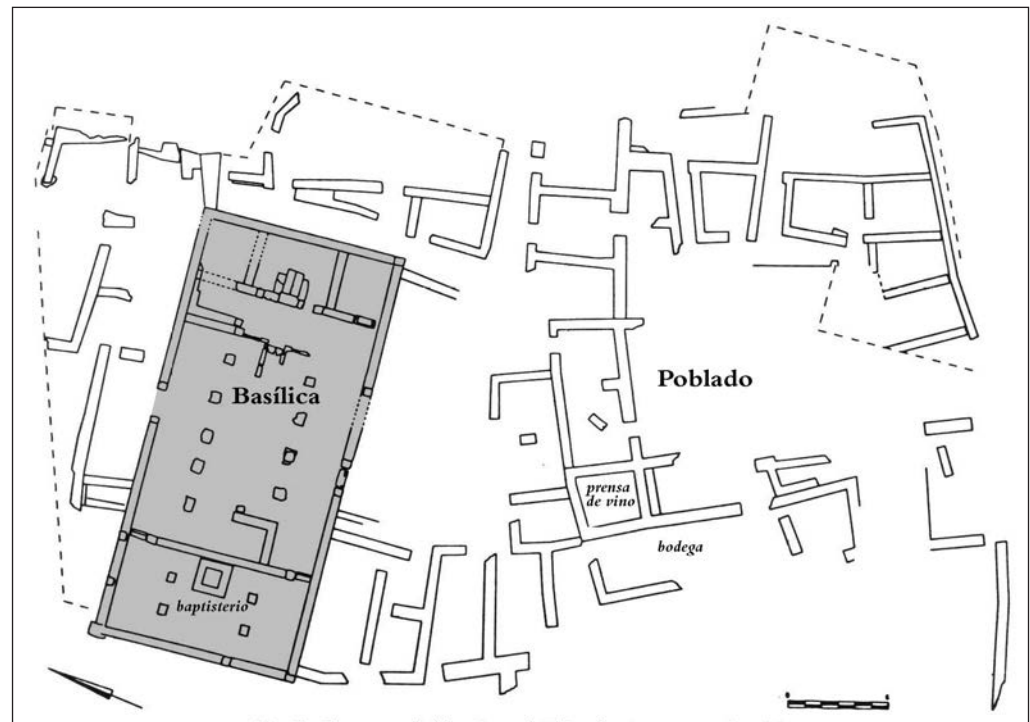 Basílica
Poblado
prensa
de vino
bodega
baptisterio